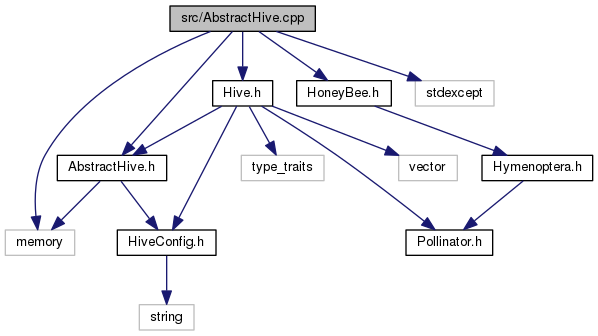 src/AbstractHive.cpp
Hive.h
HoneyBee.h
stdexcept
AbstractHive.h
type_traits
vector
Hymenoptera.h
memory
HiveConfig.h
Pollinator.h
string